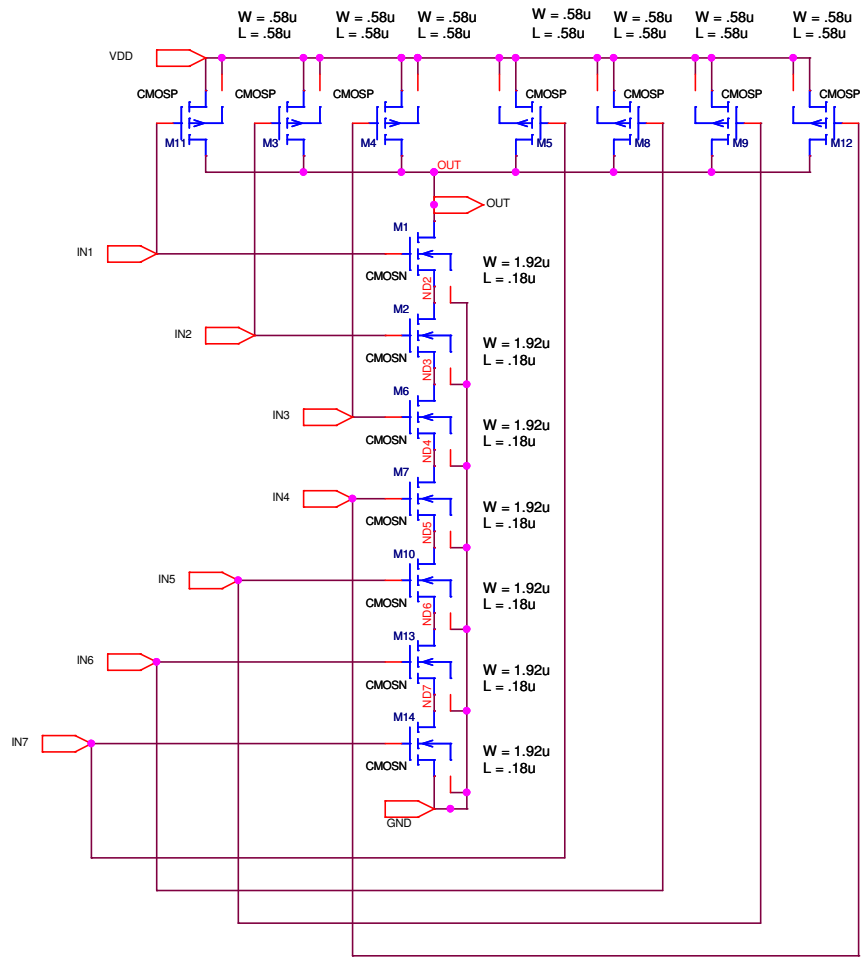 W = .58u W = .58u W = .58u W = .58u W = .58u W = .58u W = .58u
L = .58u L = .58u L = .58u L = .58u L = .58u L = .58u L = .58u
VDD
CMOSP CMOSP CMOSP CMOSP CMOSP CMOSP CMOSP
M11 M3 M4 M5 M8 M9 M12
OUT
OUT
M1
IN1
W = 1.92u
CMOSN
L = .18u
ND2
M2
IN2
W = 1.92u
CMOSN
L = .18u
ND3
M6
IN3
W = 1.92u
CMOSN
L = .18u
ND4
M7
IN4
W = 1.92u
CMOSN
L = .18u
ND5
M10
IN5
W = 1.92u
CMOSN
L = .18u
ND6
M13
IN6
W = 1.92u
CMOSN
L = .18u
ND7
M14
IN7
W = 1.92u
CMOSN
L = .18u
GND